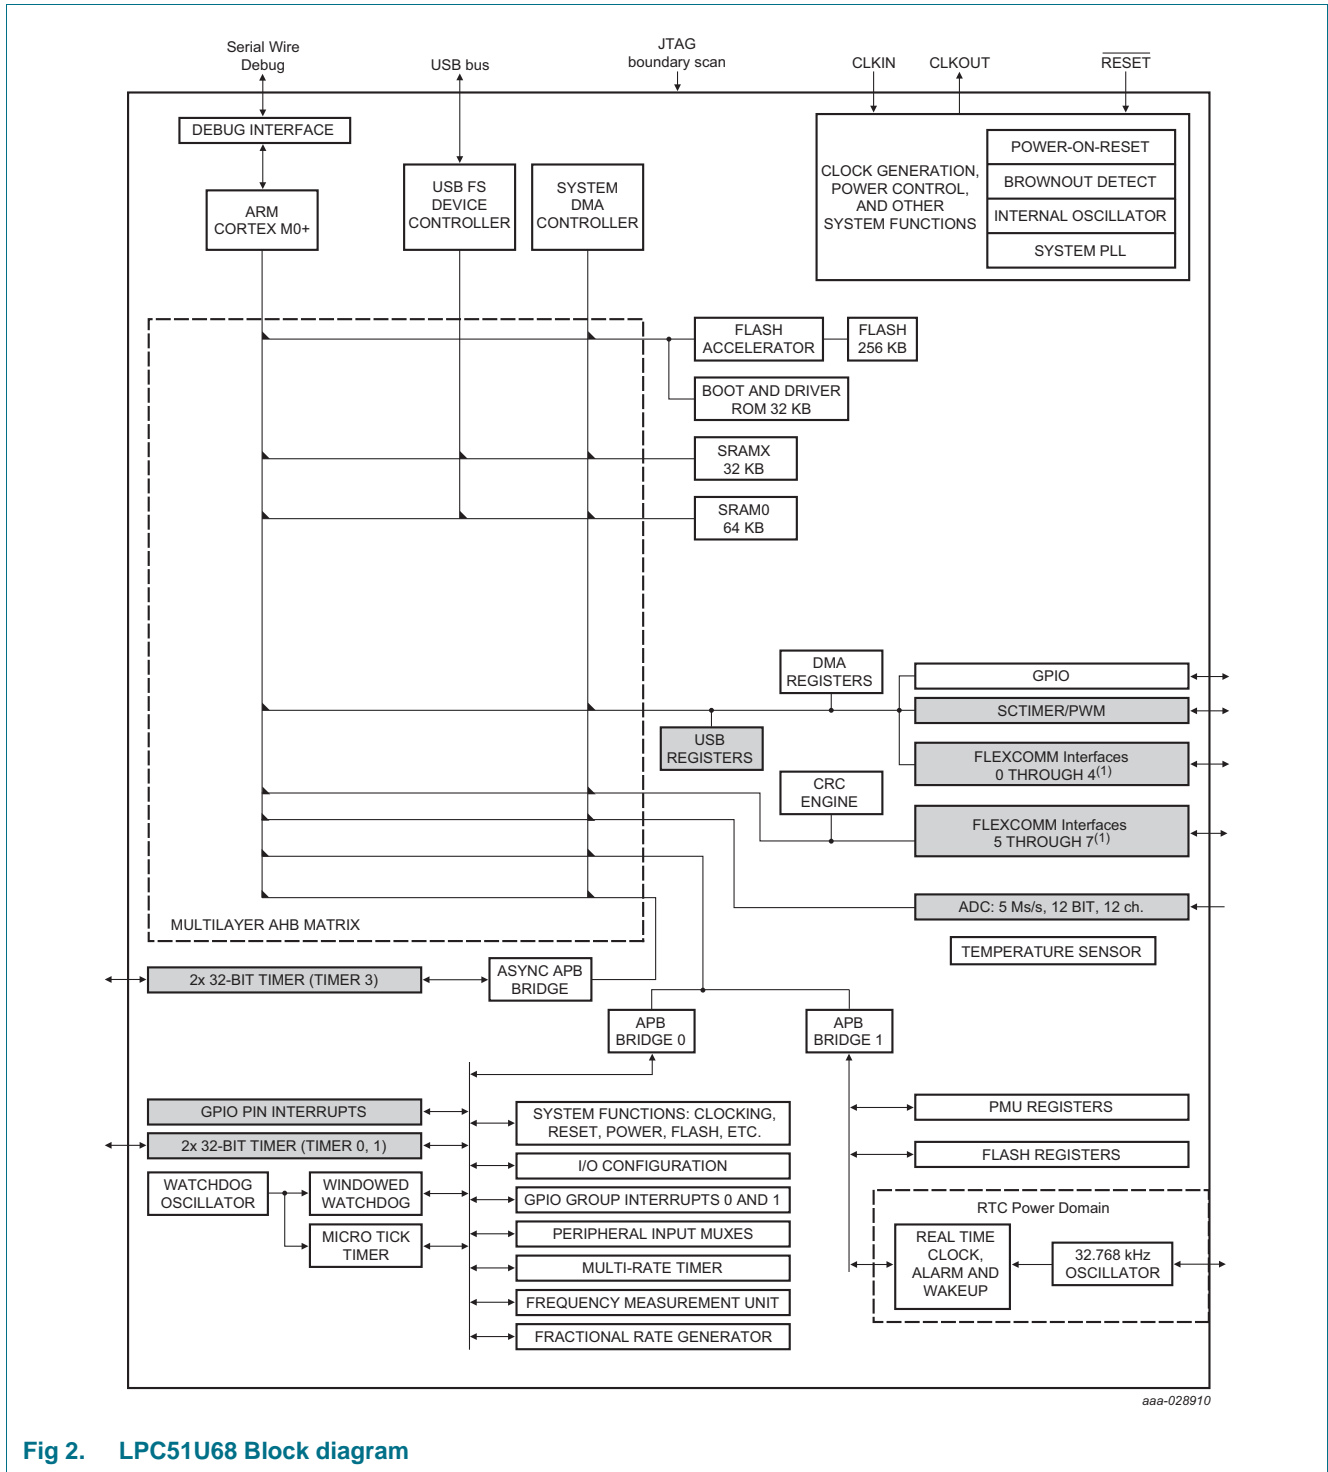 Serial Wire
Debug
USB bus
JTAG
boundary scan
CLKIN
CLKOUT
RESET
DEBUG INTERFACE
ARM
CORTEX M0+
USB FS
DEVICE
CONTROLLER
SYSTEM
DMA
CONTROLLER
CLOCK GENERATION,
POWER CONTROL,
AND OTHER
SYSTEM FUNCTIONS
POWER-ON-RESET
BROWNOUT DETECT
INTERNAL OSCILLATOR
SYSTEM PLL
FLASH
ACCELERATOR
FLASH
256 KB
BOOT AND DRIVER
ROM 32 KB
SRAMX
32 KB
SRAM0
64 KB
DMA
REGISTERS
GPIO
SCTIMER/PWM
USB
REGISTERS
FLEXCOMM Interfaces
0 THROUGH 4(1)
CRC
ENGINE
FLEXCOMM Interfaces
5 THROUGH 7(1)
ADC: 5 Ms/s, 12 BIT, 12 ch.
MULTILAYER AHB MATRIX
TEMPERATURE SENSOR
2x 32-BIT TIMER (TIMER 3)
ASYNC APB
BRIDGE
APB
BRIDGE 0
APB
BRIDGE 1
GPIO PIN INTERRUPTS
2x 32-BIT TIMER (TIMER 0, 1)
WATCHDOG
OSCILLATOR
WINDOWED
WATCHDOG
MICRO TICK
TIMER
SYSTEM FUNCTIONS: CLOCKING,
RESET, POWER, FLASH, ETC.
I/O CONFIGURATION
GPIO GROUP INTERRUPTS 0 AND 1
PERIPHERAL INPUT MUXES
MULTI-RATE TIMER
FREQUENCY MEASUREMENT UNIT
FRACTIONAL RATE GENERATOR
PMU REGISTERS
FLASH REGISTERS
RTC Power Domain
REAL TIME
CLOCK,
ALARM AND
WAKEUP
32.768 kHz
OSCILLATOR
aaa-028910
Fig 2. LPC51U68 Block diagram